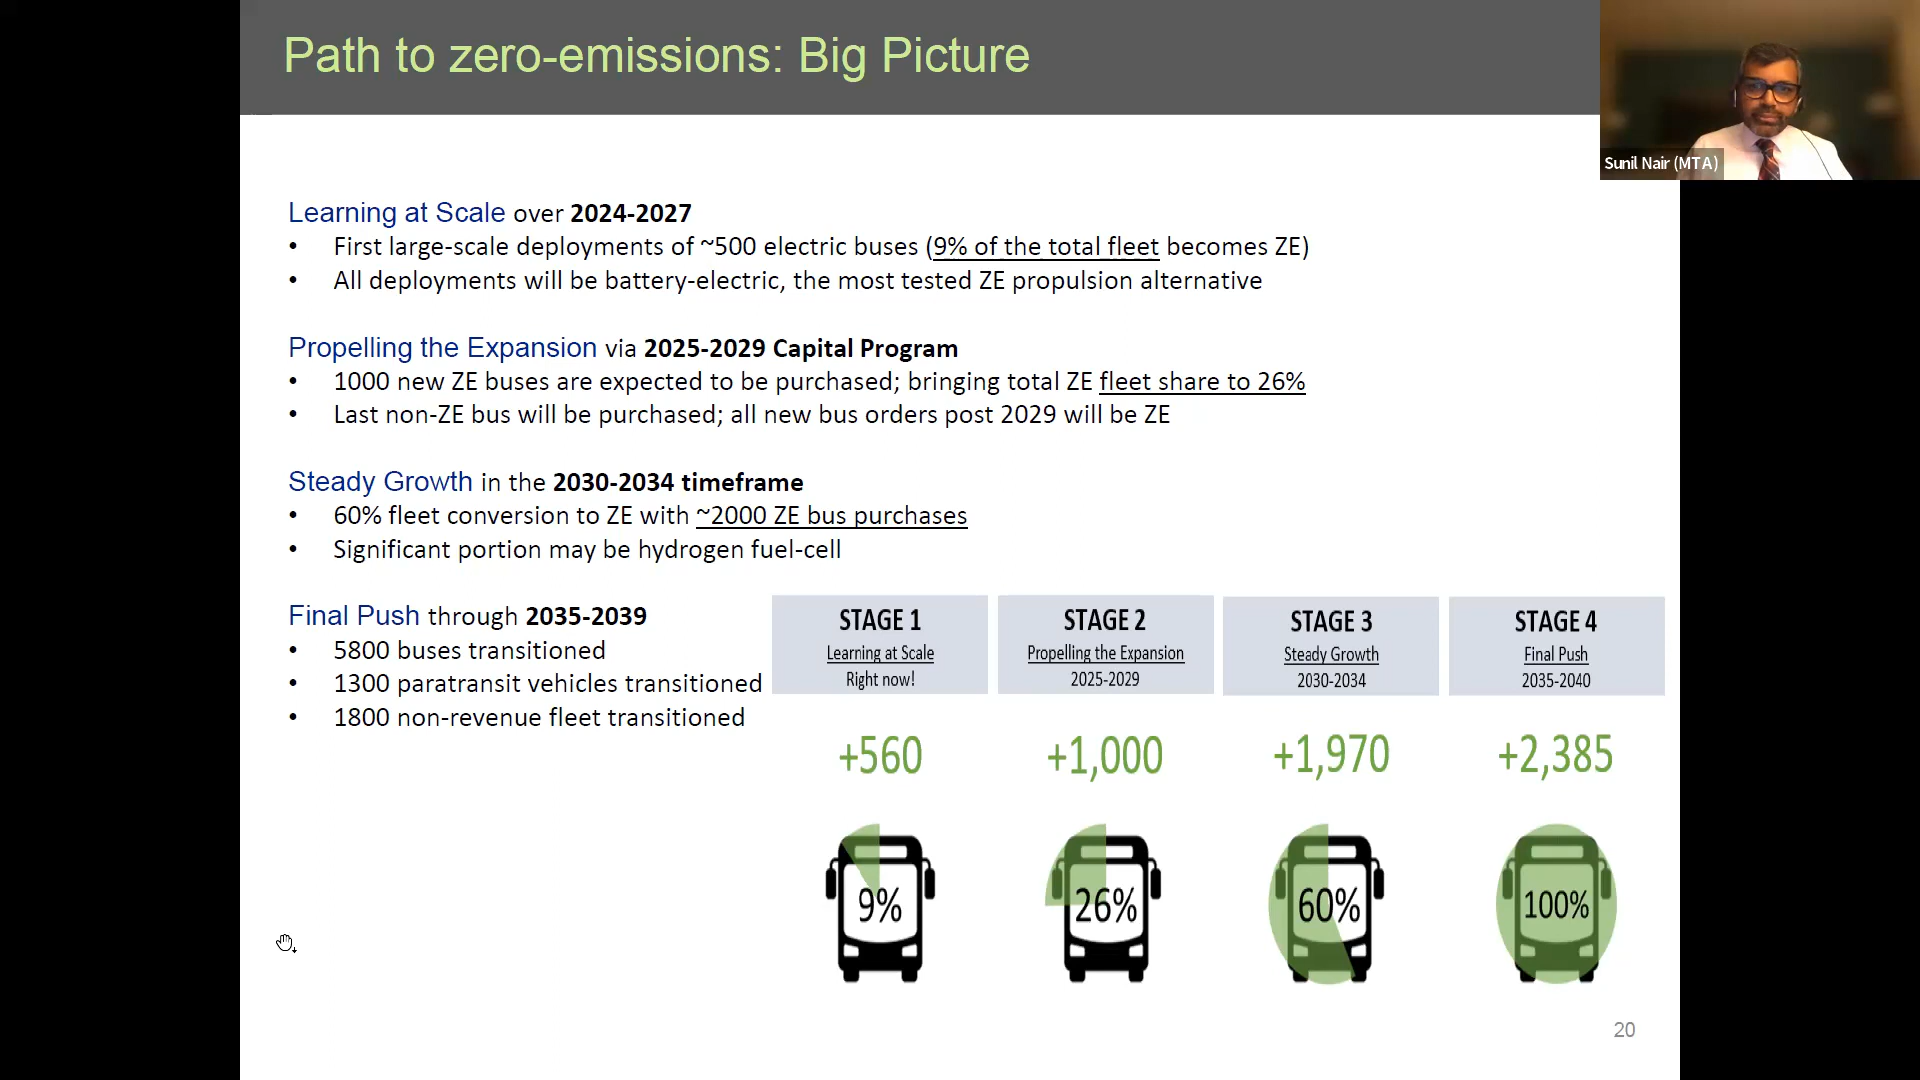 Path to zero-emissions: Big Picture
Sunil Nair (MTA)
Learning at Scale over 2024-2027
• First large-scale deployments of ~500 electric buses (9% of the total fleet becomes ZE)
• All deployments will be battery-electric, the most tested ZE propulsion alternative
Propelling the Expansion via 2025-2029 Capital Program
• 1000 new ZE buses are expected to be purchased; bringing total ZE fleet share to 26%
• Last non-ZE bus will be purchased; all new bus orders post 2029 will be ZE
Steady Growth in the 2030-2034 timeframe
• 60% fleet conversion to ZE with ~2000 ZE bus purchases
• Significant portion may be hydrogen fuel-cell
Final Push through 2035-2039
• 5800 buses transitioned
• 1300 paratransit vehicles transitioned
• 1800 non-revenue fleet transitioned
STAGE 1
Learning at Scale
Right now!
+560
9%
STAGE 2
Propelling the Expansion
2025-2029
+1,000
26%
STAGE 3
Steady Growth
2030-2034
+1,970
60%
STAGE 4
Final Push
2035-2040
+2,385
100%
20